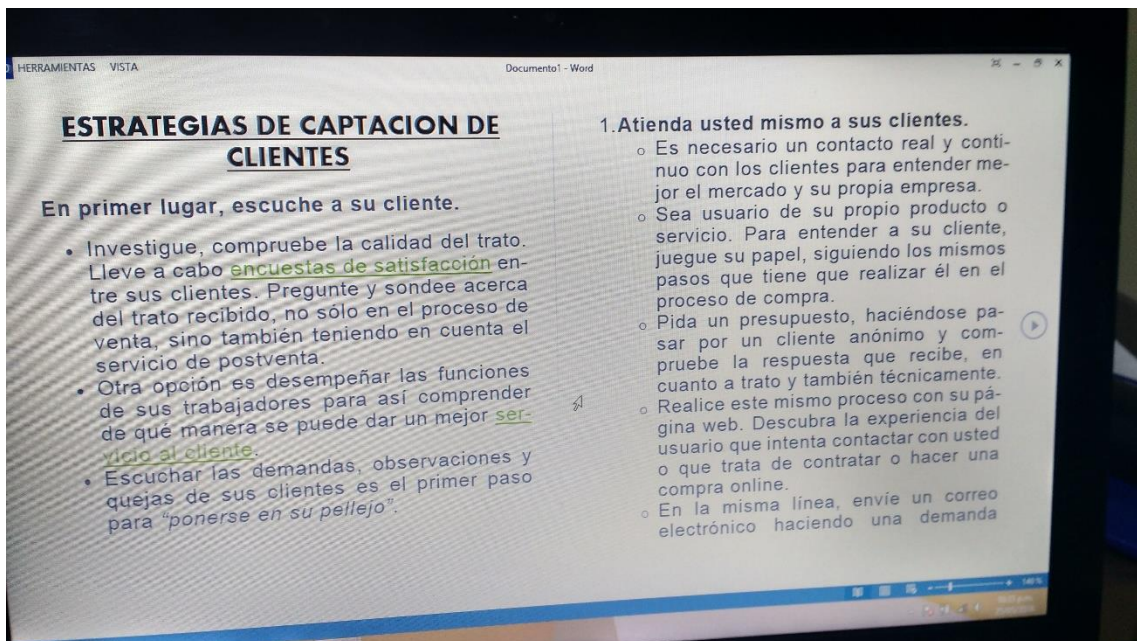 HERRAMIENTAS VISTA
Documento1 - Word
ESTRATEGIAS DE CAPTACION DE
CLIENTES
En primer lugar, escuche a su cliente.
• Investigue, compruebe la calidad del trato.
Lleve a cabo encuestas de satisfacción en-
tre sus clientes. Pregunte y sondee acerca
del trato recibido, no sólo en el proceso de
venta, sino también teniendo en cuenta el
servicio de postventa.
• Otra opción es desempeñar las funciones
de sus trabajadores para así comprender
de qué manera se puede dar un mejor ser-
vicio al cliente.
• Escuchar las demandas, observaciones y
quejas de sus clientes es el primer paso
para “ponerse en su pellejo”.
1.Atienda usted mismo a sus clientes.
o Es necesario un contacto real y conti-
nuo con los clientes para entender me-
jor el mercado y su propia empresa.
o Sea usuario de su propio producto o
servicio. Para entender a su cliente,
juegue su papel, siguiendo los mismos
pasos que tiene que realizar él en el
proceso de compra.
o Pida un presupuesto, haciéndose pa-
sar por un cliente anónimo y com-
pruebe la respuesta que recibe, en
cuanto a trato y también técnicamente.
o Realice este mismo proceso con su pá-
gina web. Descubra la experiencia del
usuario que intenta contactar con usted
o que trata de contratar o hacer una
compra online.
o En la misma línea, envíe un correo
electrónico haciendo una demanda